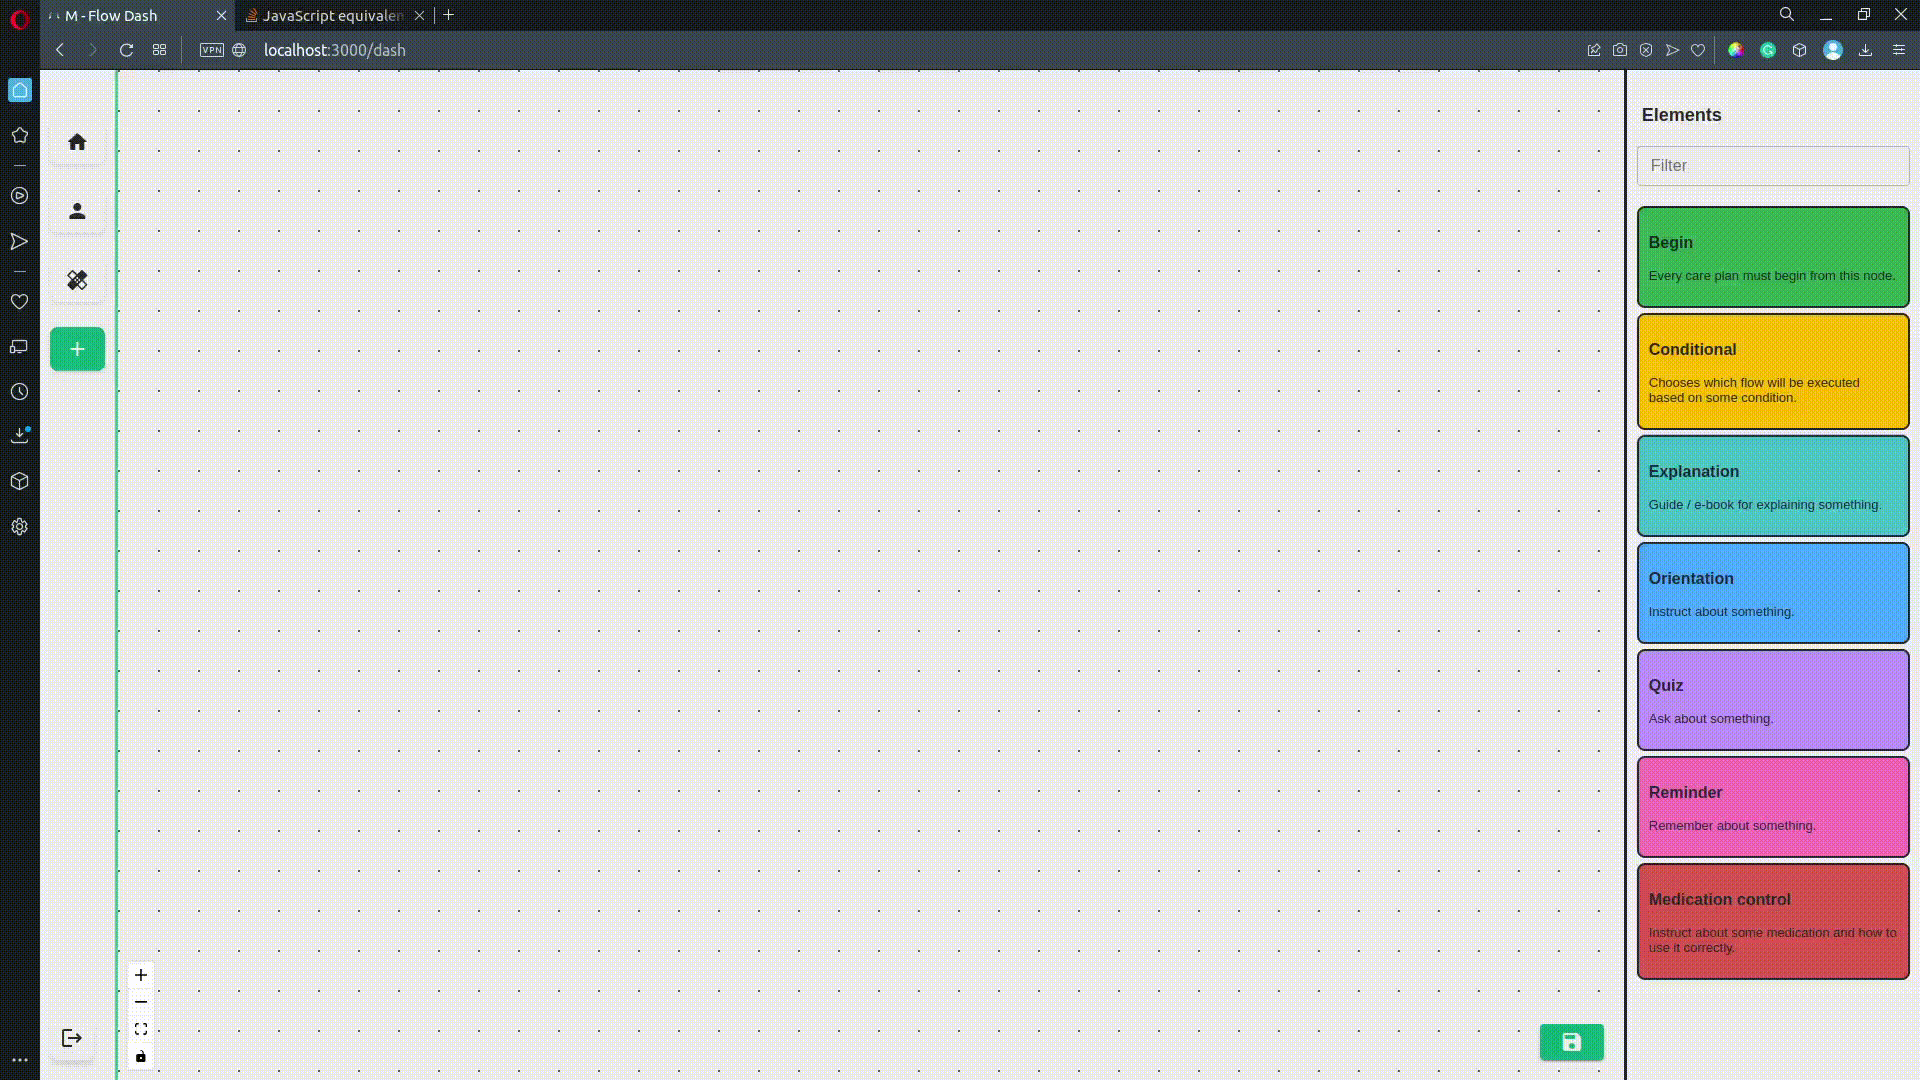 M - Flow Dash
JavaScript equivalen
VPN
localhost:3000/dash
Elements
Filter
Begin
Every care plan must begin from this node.
Conditional
Chooses which flow will be executed
based on some condition.
Explanation
Guide / e-book for explaining something.
Orientation
Instruct about something.
Quiz
Ask about something.
Reminder
Remember about something.
Medication control
Instruct about some medication and how to
use it correctly.